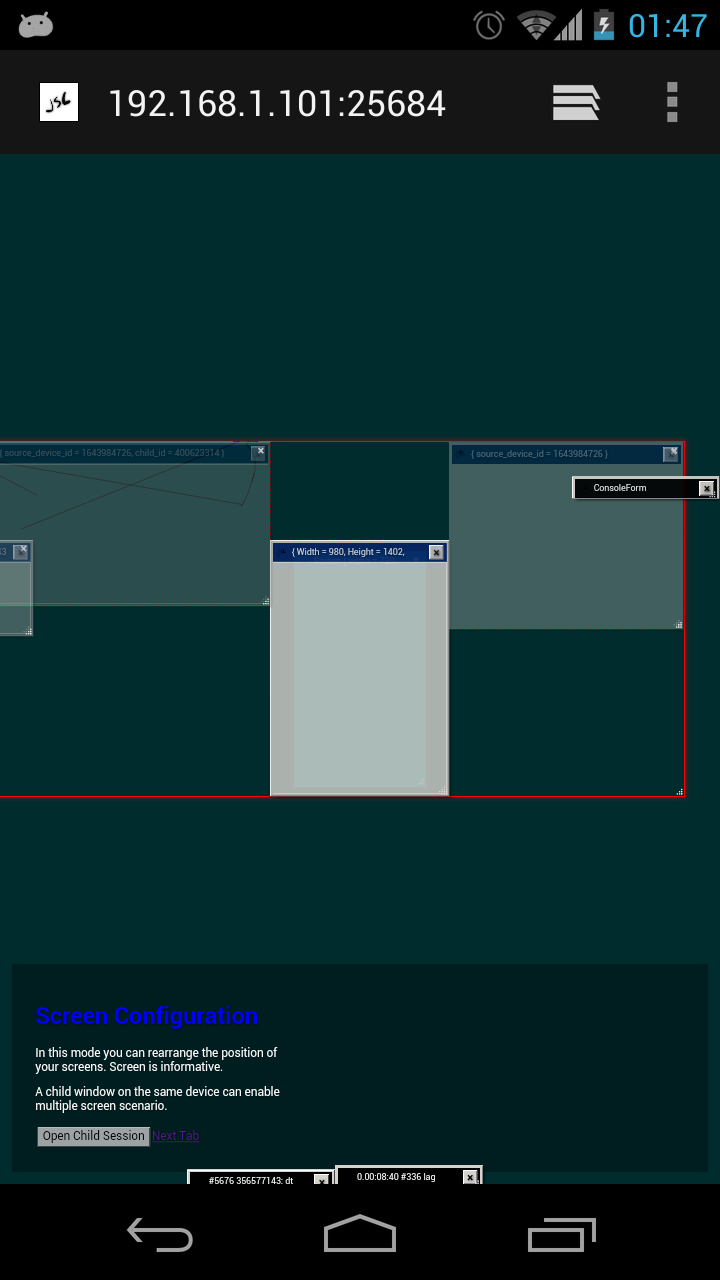 01:47
JSC
192.168.1.101:25684
{ source_device_id = 1643984726, child_id = 400623314 }
{ source_device_id = 1643984726 }
ConsoleForm
{ Width = 980, Height = 1402,
Screen Configuration
In this mode you can rearrange the position of
your screens. Screen is informative.
A child window on the same device can enable
multiple screen scenario.
Open Child Session Next Tab
#5676 356577143: dt
0.00:08:40 #336 lag